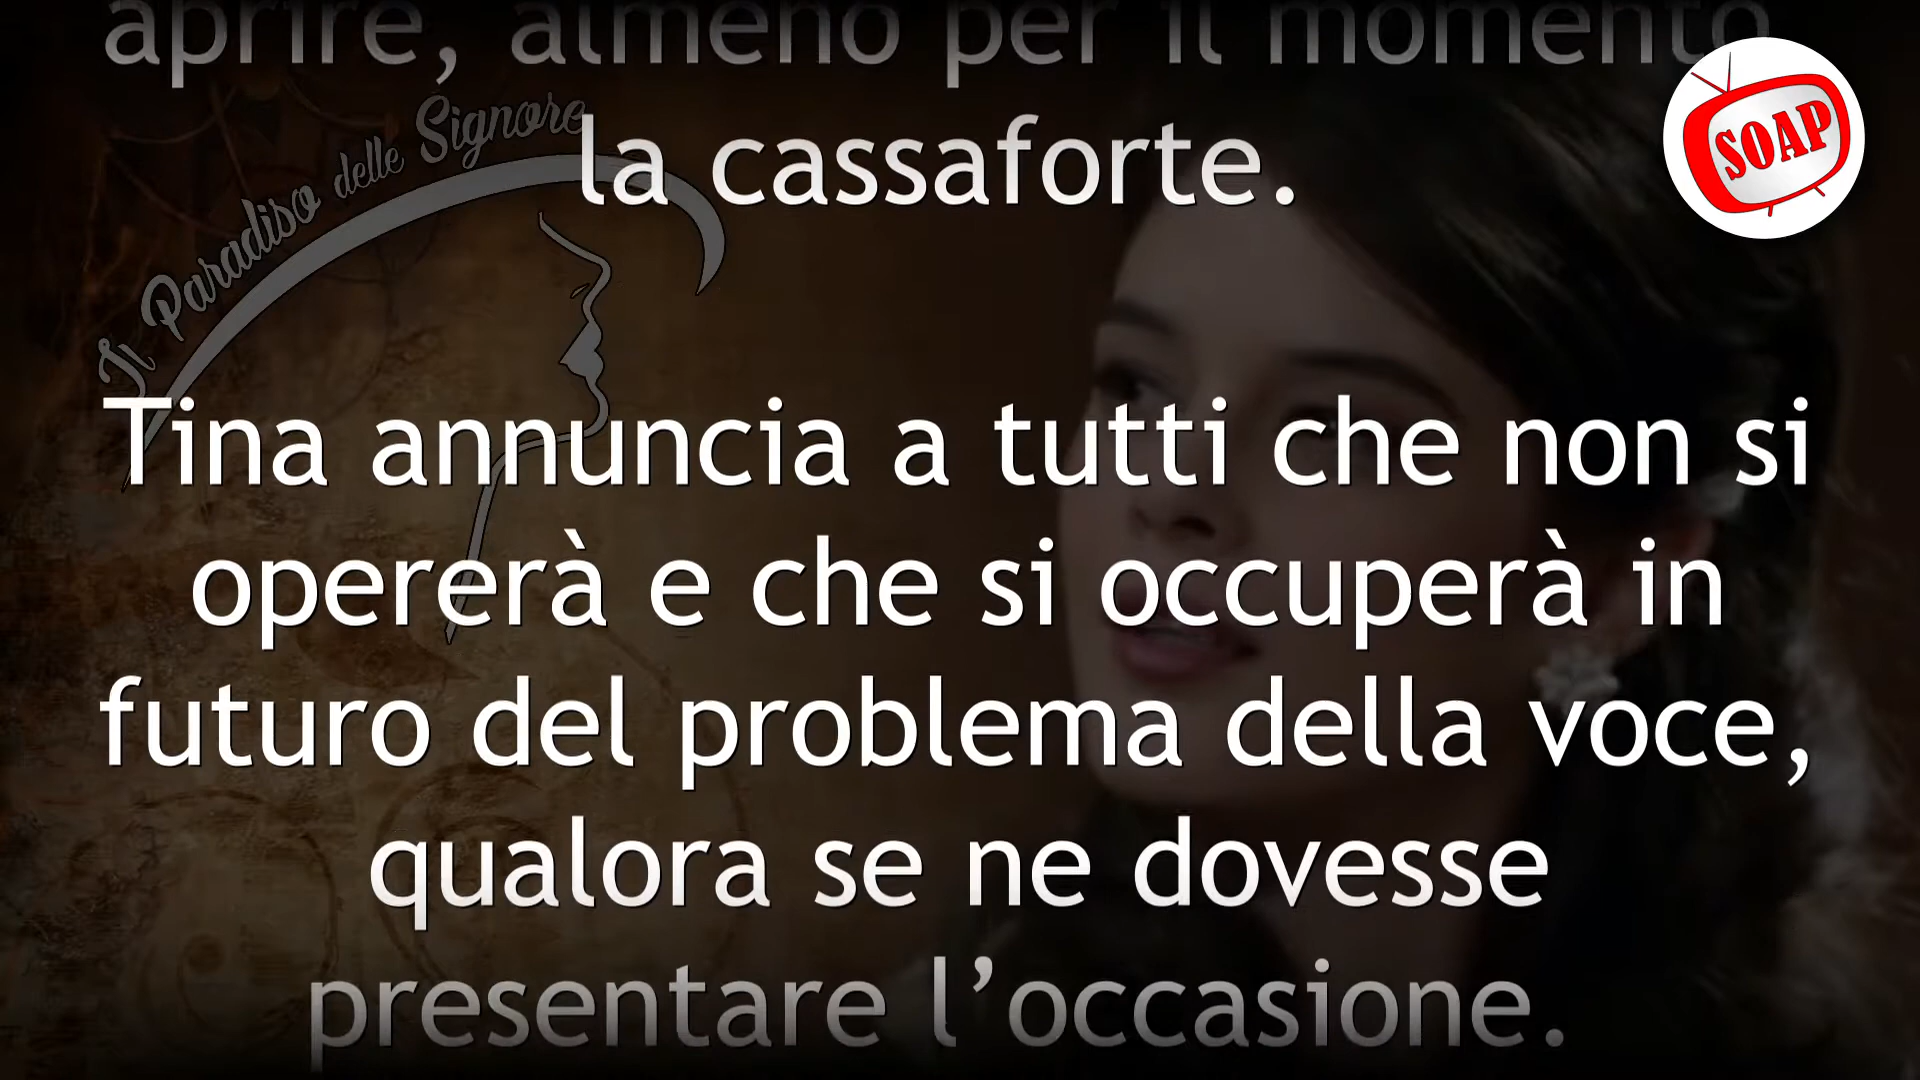 aprire, almeno per il momento
la cassaforte.
Il Paradiso delle Signore
SOAP
Tina annuncia a tutti che non si
opererà e che si occuperà in
futuro del problema della voce,
qualora se ne dovesse
presentare l’occasione.